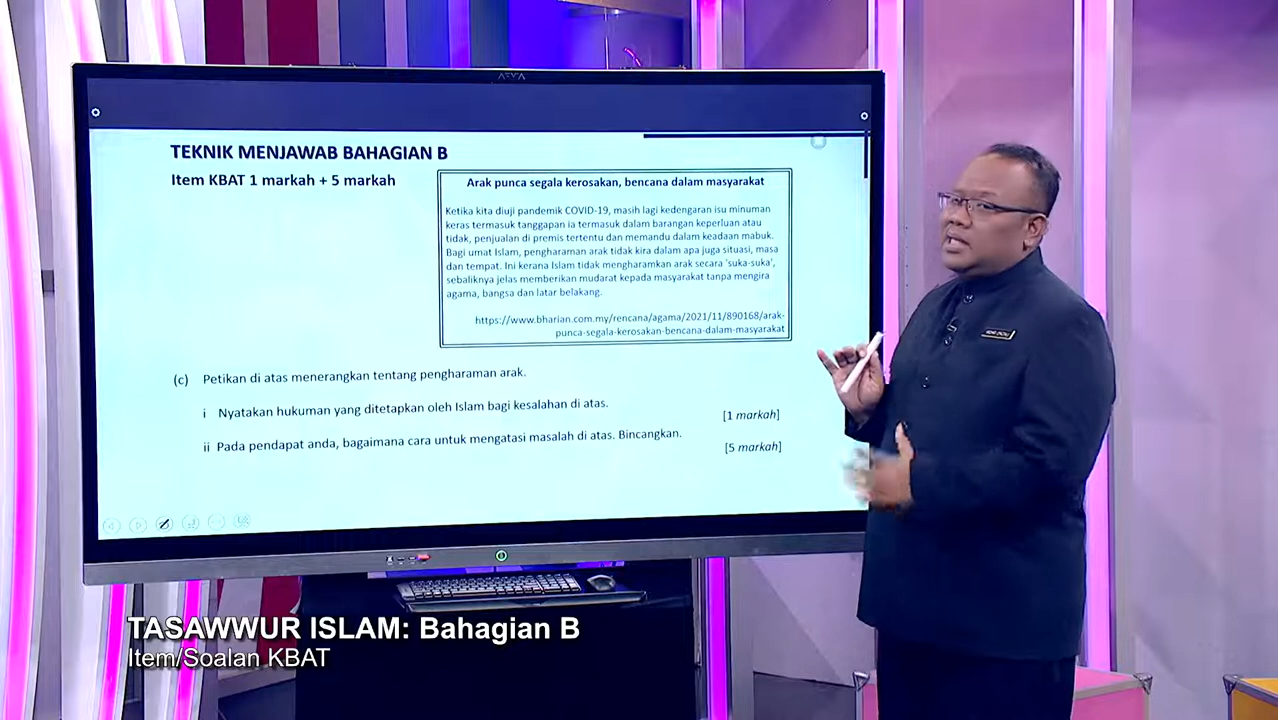 TEKNIK MENJAWAB BAHAGIAN B
Item KBAT 1 markah + 5 markah
Arak punca segala kerosakan, bencana dalam masyarakat
Ketika kita diuji pandemik COVID-19, masih lagi kedengaran isu minuman
keras termasuk tanggapan ia termasuk dalam barangan keperluan atau
tidak, penjualan di premis tertentu dan memandu dalam keadaan mabuk.
Bagi umat Islam, pengharaman arak tidak kira dalam apa juga situasi, masa
dan tempat. Ini kerana Islam tidak mengharamkan arak secara 'suka-suka',
sebaliknya jelas memberikan mudarat kepada masyarakat tanpa mengira
agama, bangsa dan latar belakang.
https://www.bharian.com.my/rencana/agama/2021/11/890168/arak-
punca-segala-kerosakan-bencana-dalam-masyarakat
(c) Petikan di atas menerangkan tentang pengharaman arak.
i Nyatakan hukuman yang ditetapkan oleh Islam bagi kesalahan di atas.
[1 markah]
ii Pada pendapat anda, bagaimana cara untuk mengatasi masalah di atas. Bincangkan.
[5 markah]
TASAWWUR ISLAM: Bahagian B
Item/Soalan KBAT